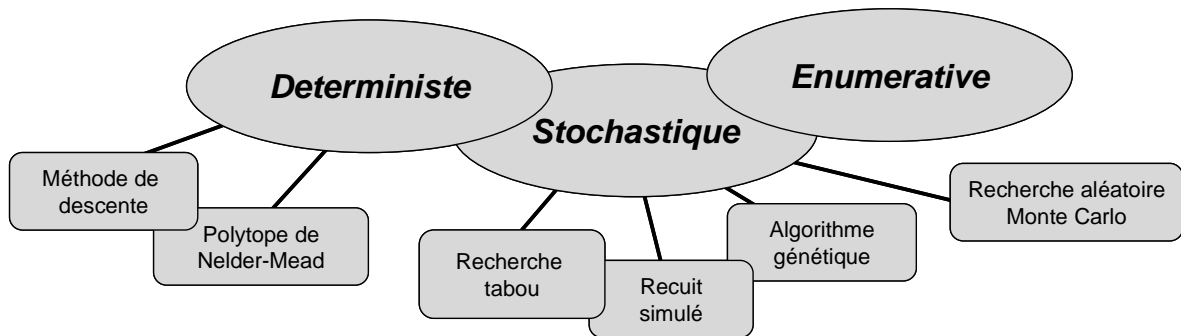 Deterministe
Enumerative
Stochastique
Méthode de
descente
Polytope de
Nelder-Mead
Recherche
tabou
Recuit
simulé
Algorithme
génétique
Recherche aléatoire
Monte Carlo